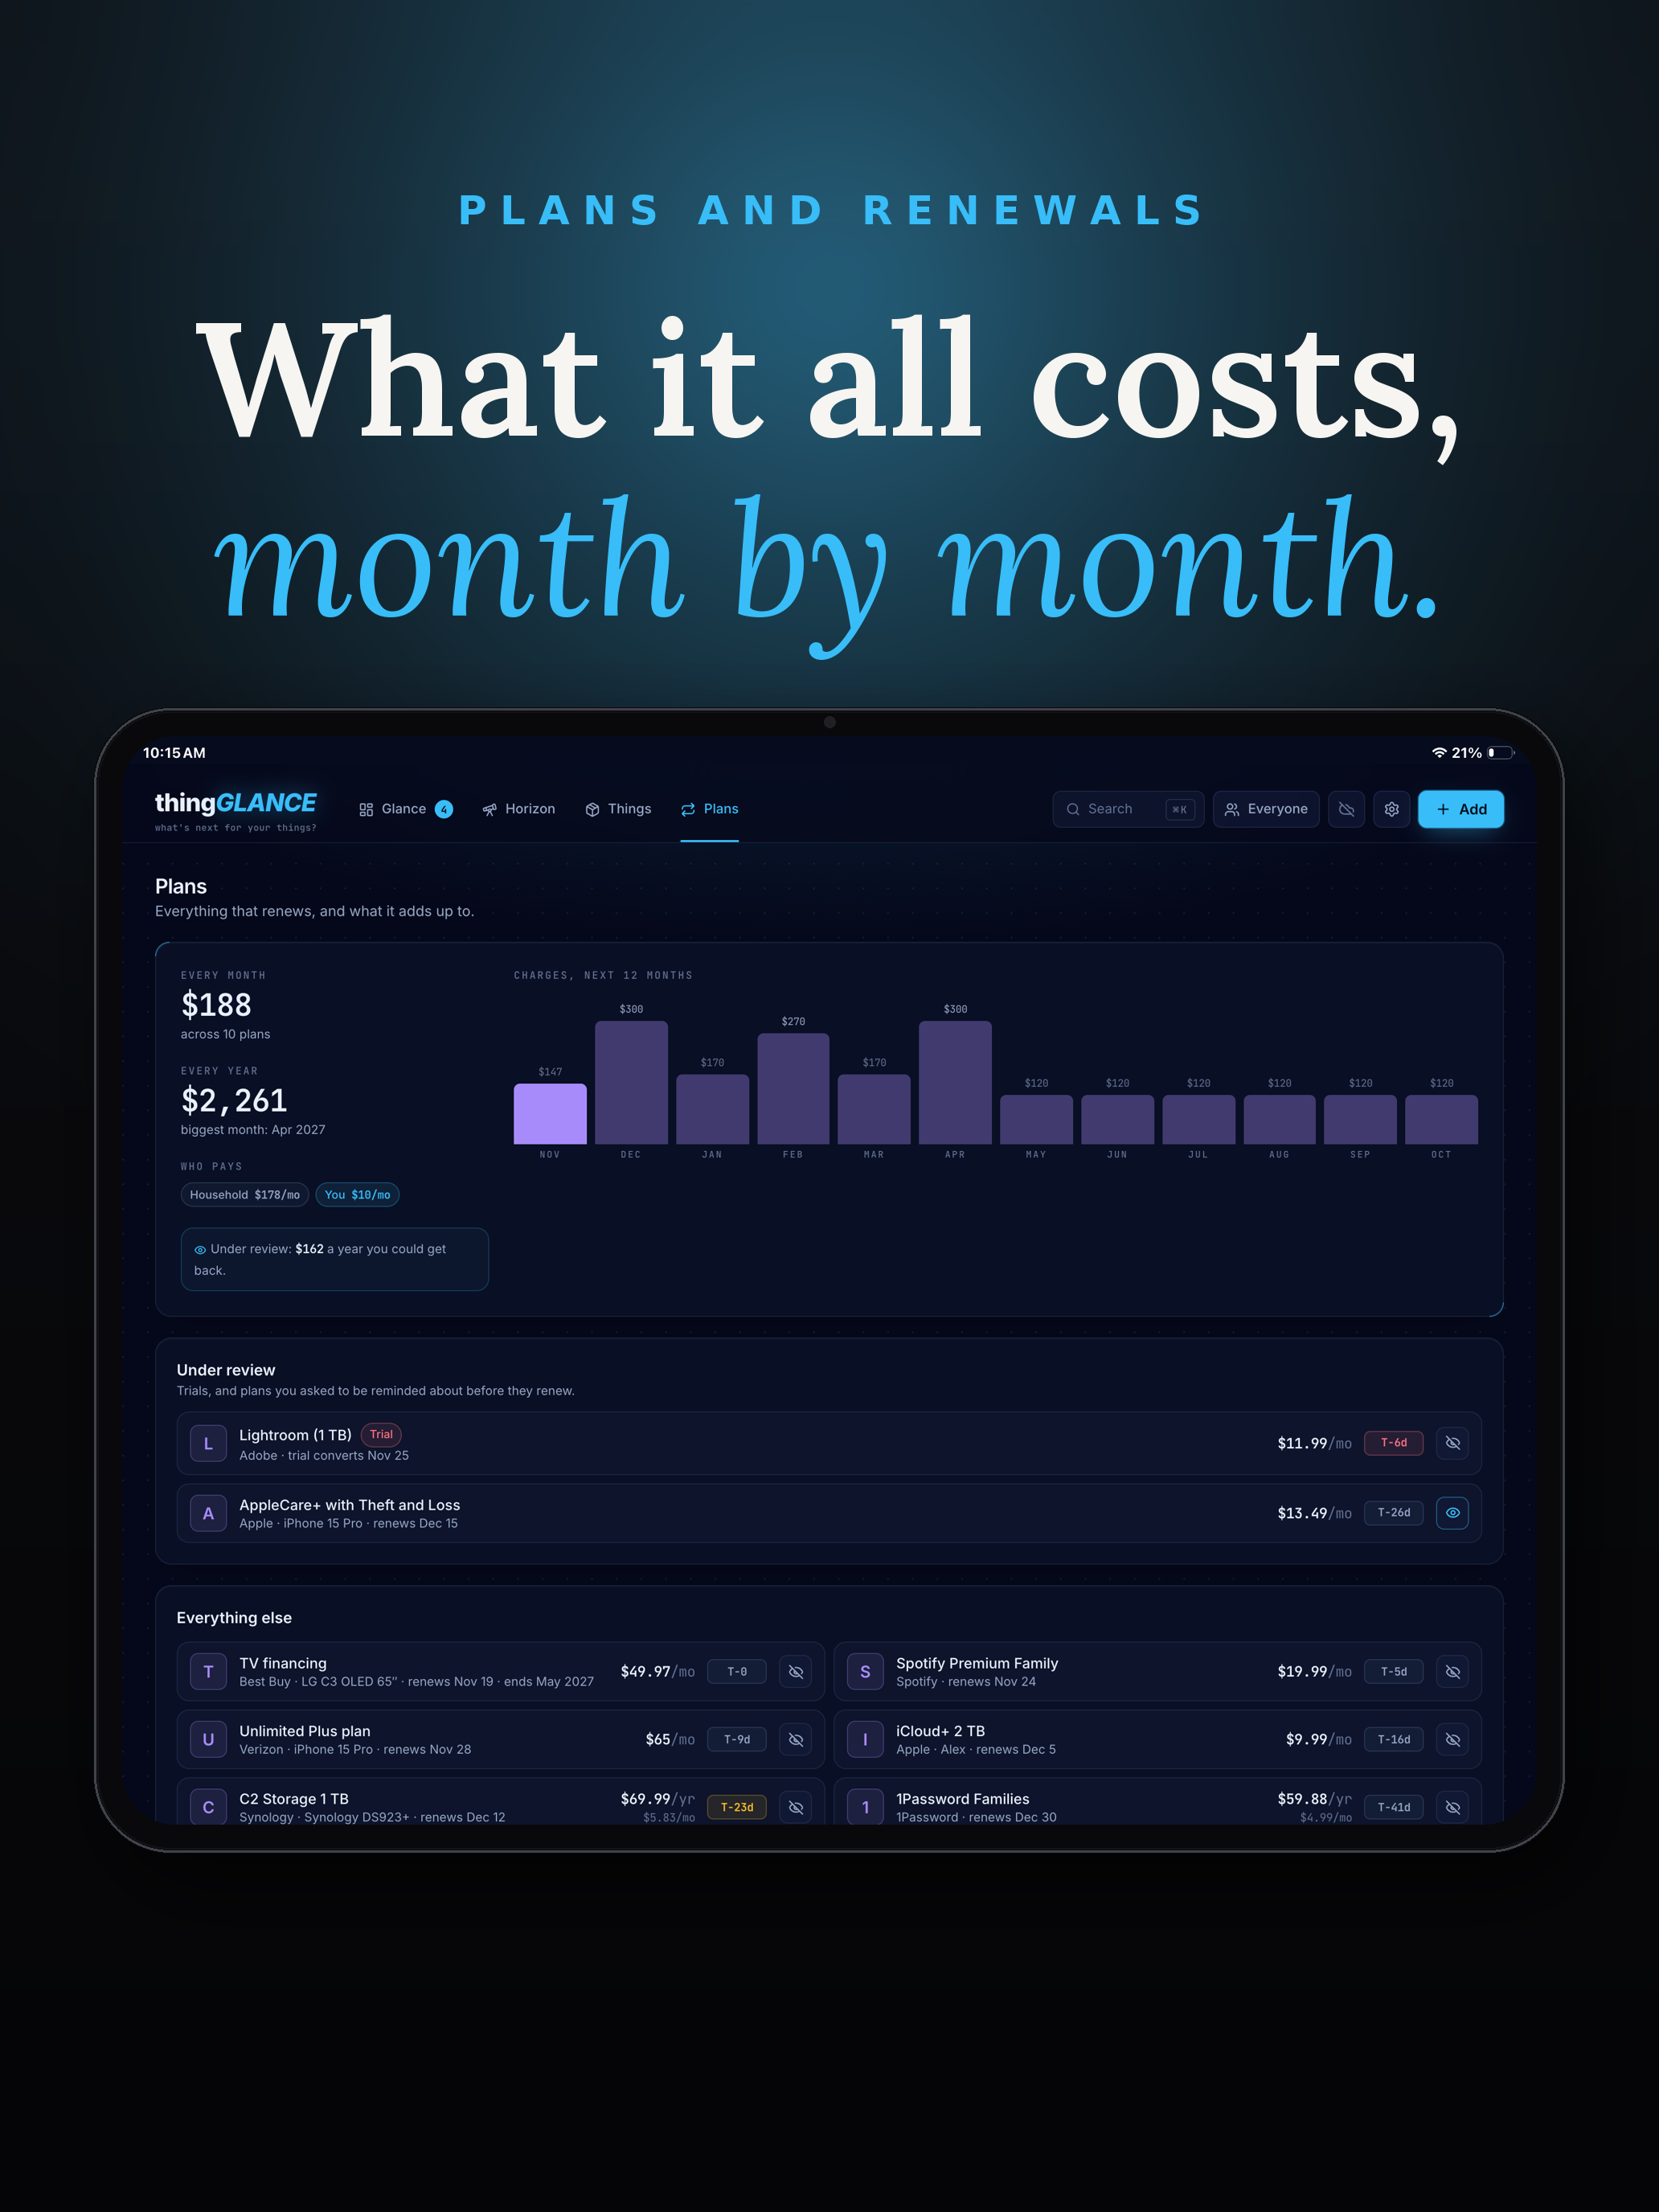 PLANS AND RENEWALS
What it all costs,
month by month.
10:15 AM
21%
thingGLANCE
what's next for your things?
Glance 4
Horizon
Things
Plans
Search ⌘K
Everyone
+ Add
Plans
Everything that renews, and what it adds up to.
EVERY MONTH
$188
across 10 plans
EVERY YEAR
$2,261
biggest month: Apr 2027
WHO PAYS
Household $178/mo
You $10/mo
Under review: $162 a year you could get
back.
CHARGES, NEXT 12 MONTHS
$147 $300 $170 $270 $170 $300 $120 $120 $120 $120 $120 $120
NOV DEC JAN FEB MAR APR MAY JUN JUL AUG SEP OCT
Under review
Trials, and plans you asked to be reminded about before they renew.
L
Lightroom (1 TB) Trial
Adobe · trial converts Nov 25
$11.99/mo T-6d
A
AppleCare+ with Theft and Loss
Apple · iPhone 15 Pro · renews Dec 15
$13.49/mo T-26d
Everything else
T
TV financing
Best Buy · LG C3 OLED 65″ · renews Nov 19 · ends May 2027
$49.97/mo T-0
S
Spotify Premium Family
Spotify · renews Nov 24
$19.99/mo T-5d
U
Unlimited Plus plan
Verizon · iPhone 15 Pro · renews Nov 28
$65/mo T-9d
I
iCloud+ 2 TB
Apple · Alex · renews Dec 5
$9.99/mo T-16d
C
C2 Storage 1 TB
Synology · Synology DS923+ · renews Dec 12
$69.99/yr T-23d
$5.83/mo
1
1Password Families
1Password · renews Dec 30
$59.88/yr T-41d
$4.99/mo